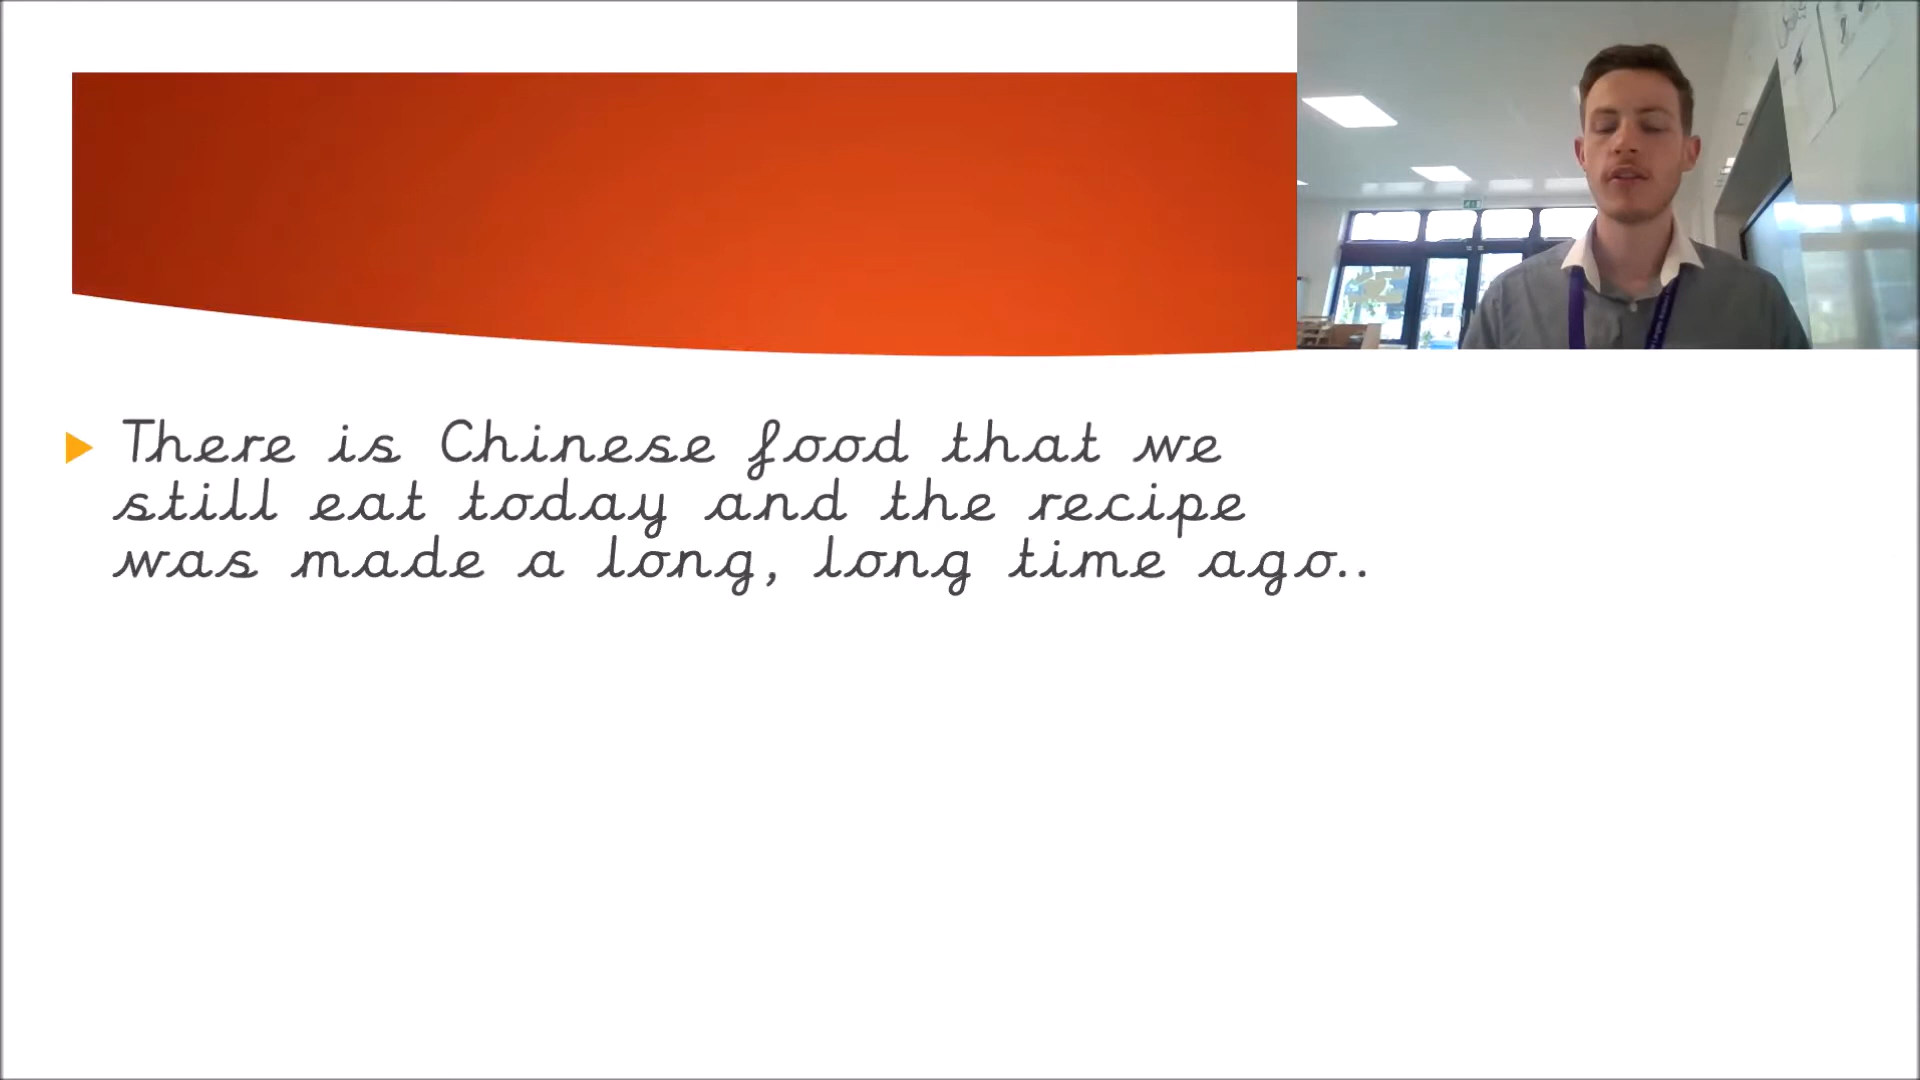 There is Chinese food that we
still eat today and the recipe
was made a long, long time ago..